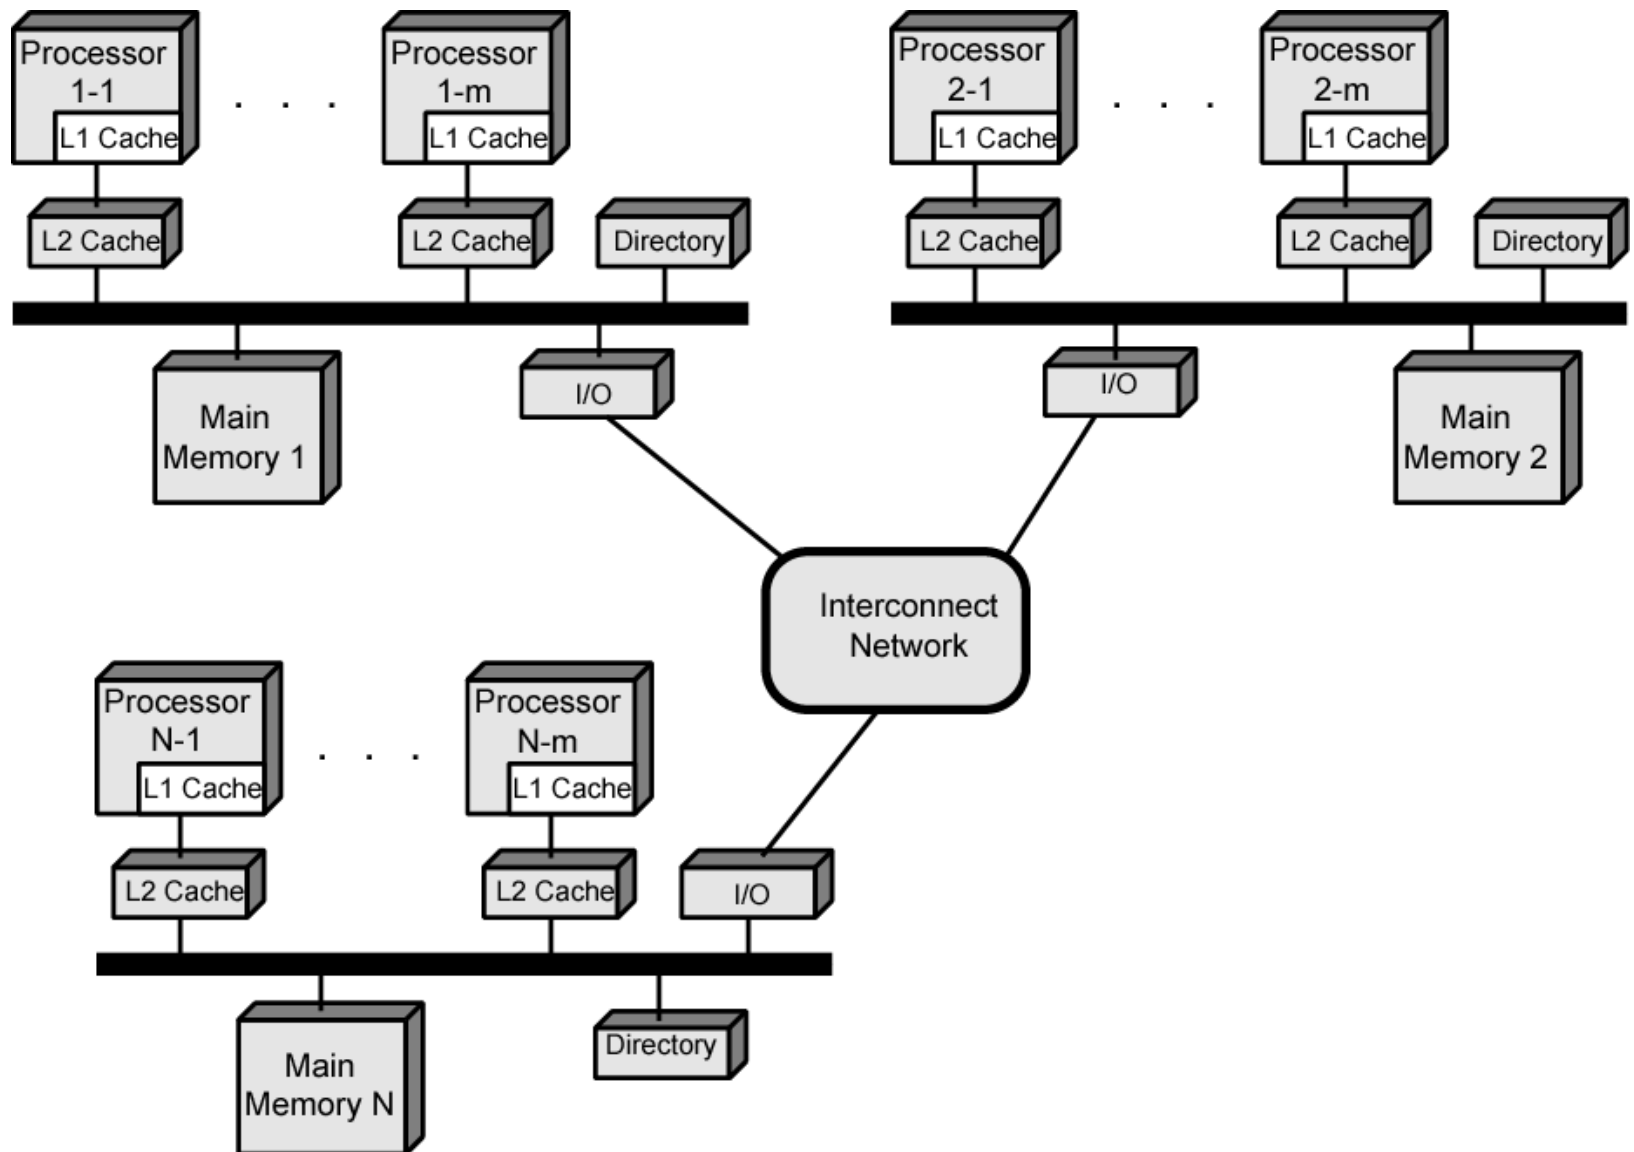 Processor
1-1
L1 Cache
. . .
Processor
1-m
L1 Cache
L2 Cache
L2 Cache
Directory
Main
Memory 1
I/O
Processor
2-1
L1 Cache
. . .
Processor
2-m
L1 Cache
L2 Cache
L2 Cache
Directory
I/O
Main
Memory 2
Interconnect
Network
Processor
N-1
L1 Cache
. . .
Processor
N-m
L1 Cache
L2 Cache
L2 Cache
I/O
Main
Memory N
Directory